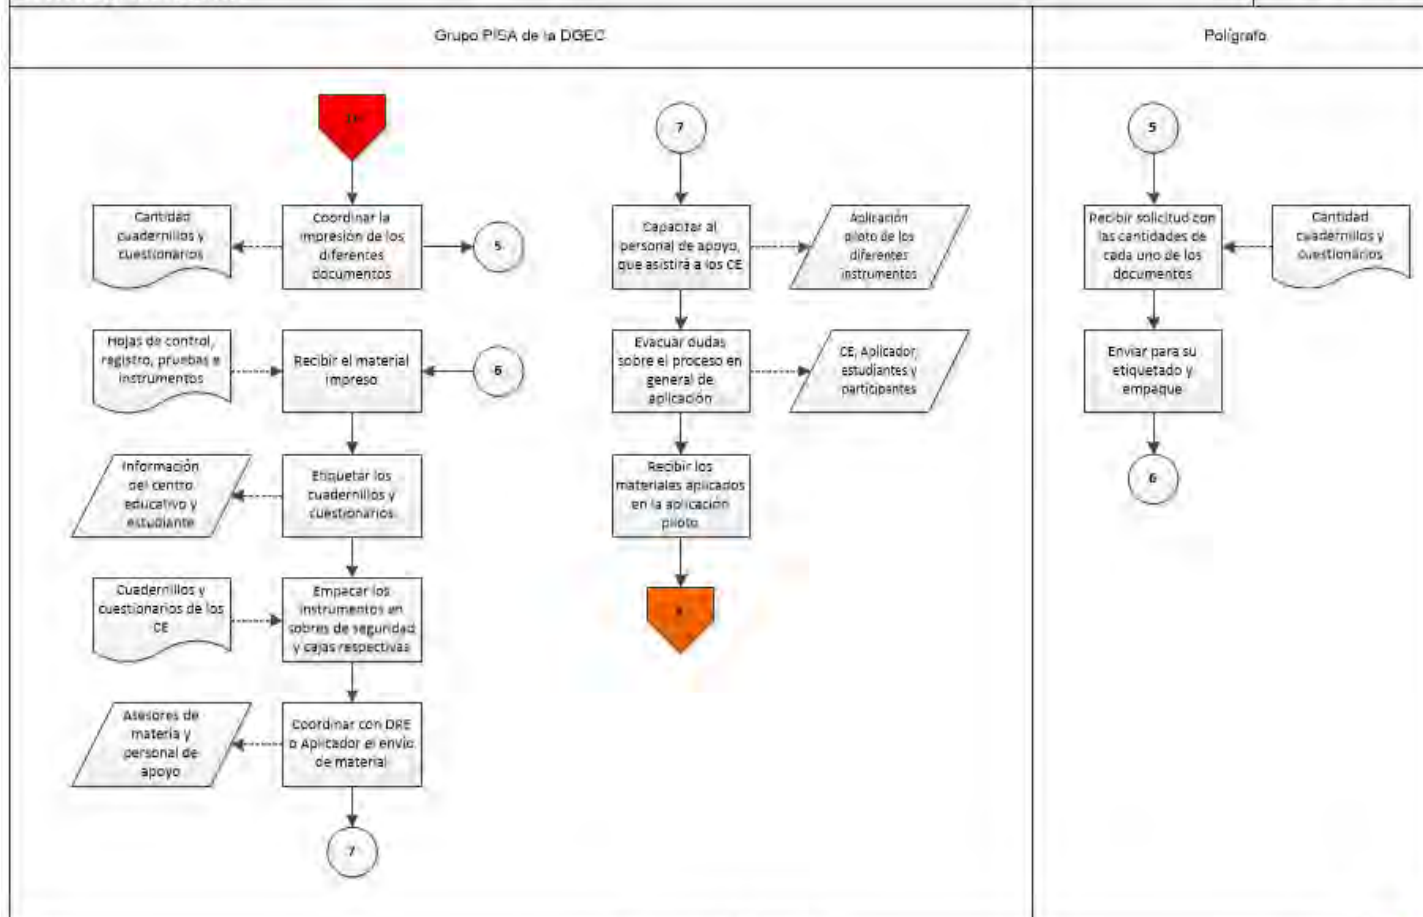 Grupo PISA de la DGEC
Polígrafo
Cantidad
cuadernillos y
cuestionarios
Coordinar la
impresión de los
diferentes
documentos
5
Hojas de control,
registro, pruebas e
instrumentos
Recibir el material
impreso
6
Información
del centro
educativo y
estudiante
Etiquetar los
cuadernillos y
cuestionarios
Cuadernillos y
cuestionarios de los
CE
Empacar los
instrumentos en
sobres de seguridad
y cajas respectivas
Asesores de
materia y
personal de
apoyo
Coordinar con DRE
o Aplicador el envío
de material
7
7
Capacitar al
personal de apoyo,
que asistirá a los CE
Aplicación
piloto de los
diferentes
instrumentos
Evacuar dudas
sobre el proceso en
general de
aplicación
CE, Aplicador,
estudiantes y
participantes
Recibir los
materiales aplicados
en la aplicación
piloto
5
Recibir solicitud con
las cantidades de
cada uno de los
documentos
Cantidad
cuadernillos y
cuestionarios
Enviar para su
etiquetado y
empaque
6